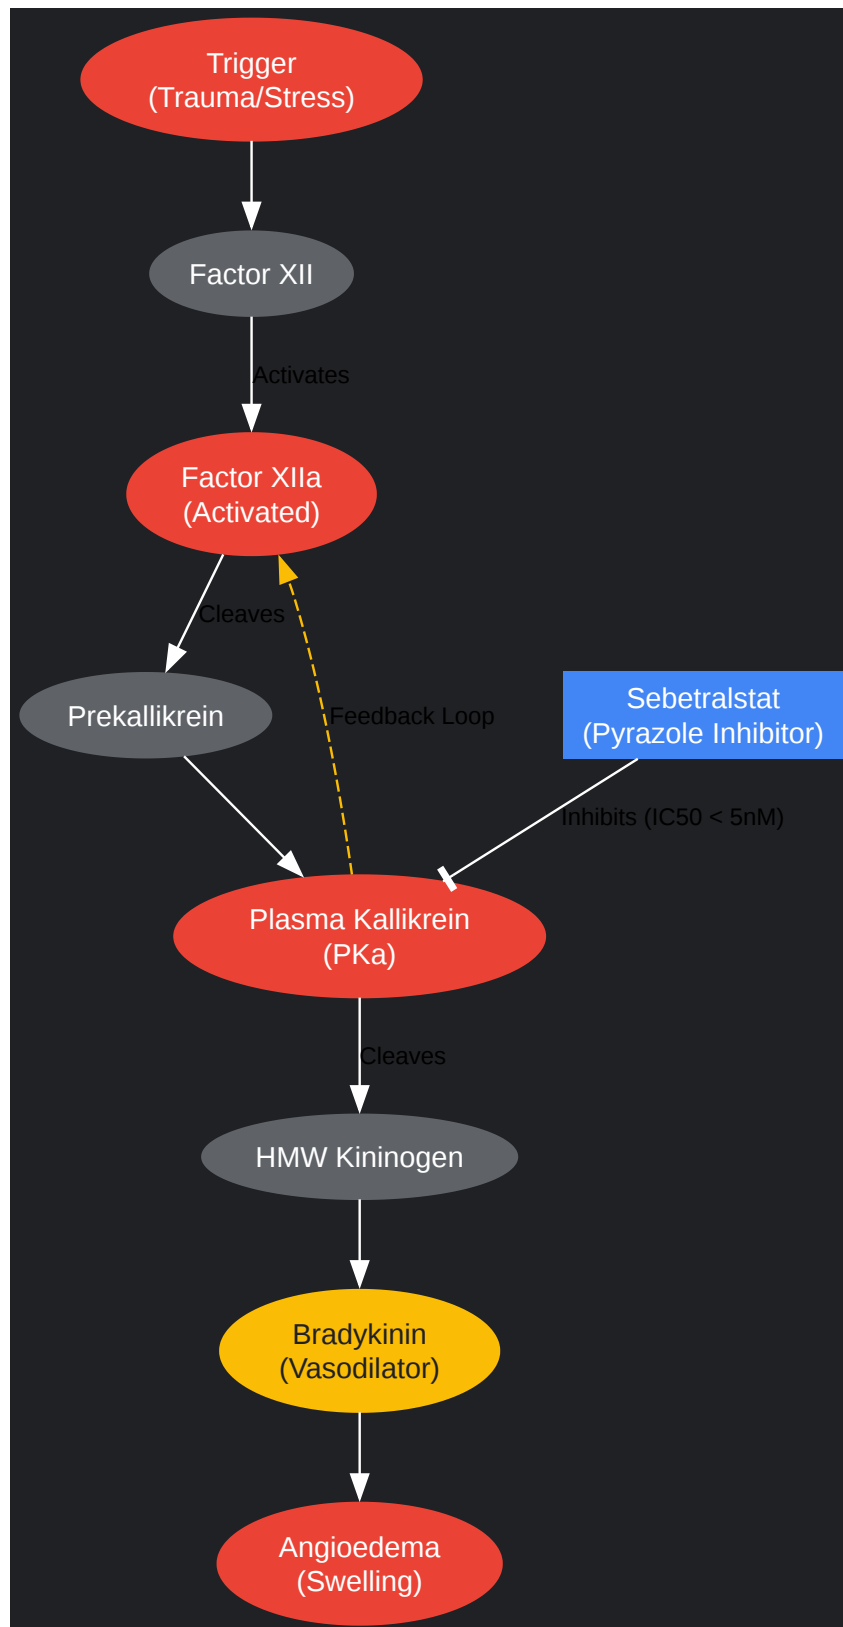 Trigger
(Trauma/Stress)
Factor XII
Activates
Factor XIIa
(Activated)
Cleaves
Prekallikrein
Feedback Loop
Sebetralstat
(Pyrazole Inhibitor)
Inhibits (IC50 < 5nM)
Plasma Kallikrein
(PKa)
Cleaves
HMW Kininogen
Bradykinin
(Vasodilator)
Angioedema
(Swelling)